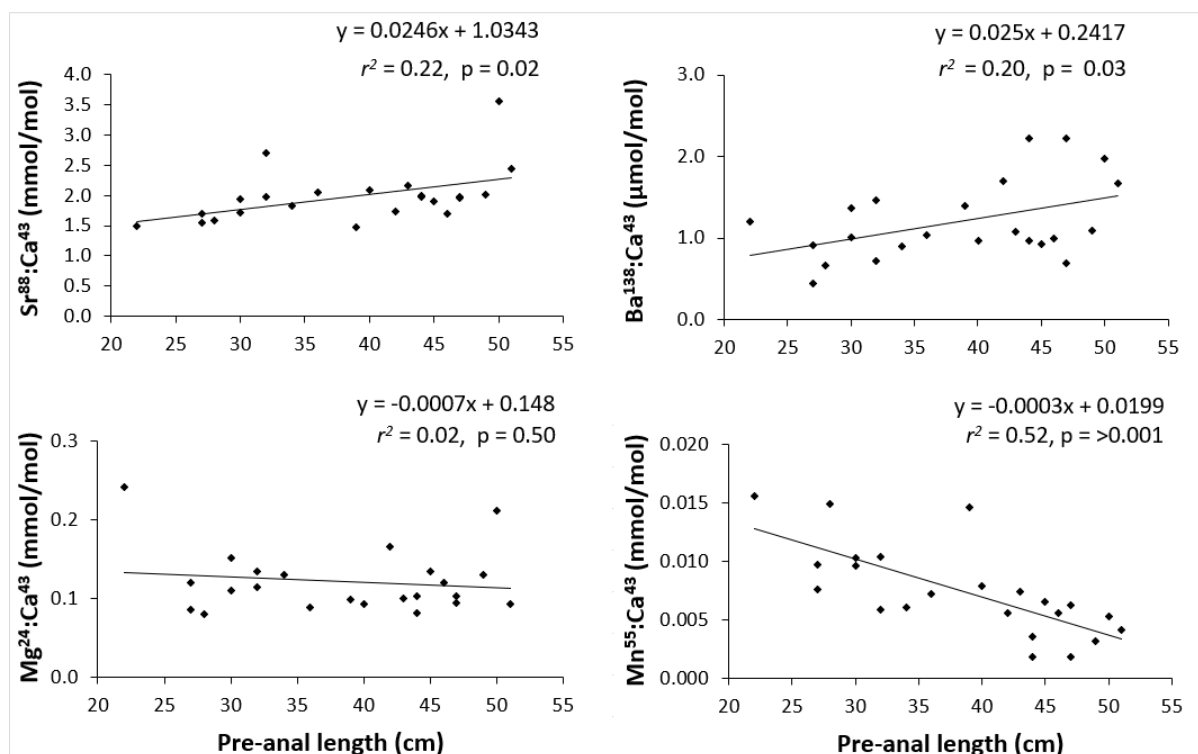 y = 0.0246x + 1.0343
r² = 0.22, p = 0.02
Sr⁸⁸:Ca⁴³ (mmol/mol)
4.0
3.5
3.0
2.5
2.0
1.5
1.0
0.5
0.0
20 25 30 35 40 45 50 55
y = 0.025x + 0.2417
r² = 0.20, p = 0.03
Ba¹³⁸:Ca⁴³ (µmol/mol)
3.0
2.0
1.0
0.0
20 25 30 35 40 45 50 55
y = -0.0007x + 0.148
r² = 0.02, p = 0.50
Mg²⁴:Ca⁴³ (mmol/mol)
0.3
0.2
0.1
0.0
20 25 30 35 40 45 50 55
Pre-anal length (cm)
y = -0.0003x + 0.0199
r² = 0.52, p = >0.001
Mn⁵⁵:Ca⁴³ (mmol/mol)
0.020
0.015
0.010
0.005
0.000
20 25 30 35 40 45 50 55
Pre-anal length (cm)